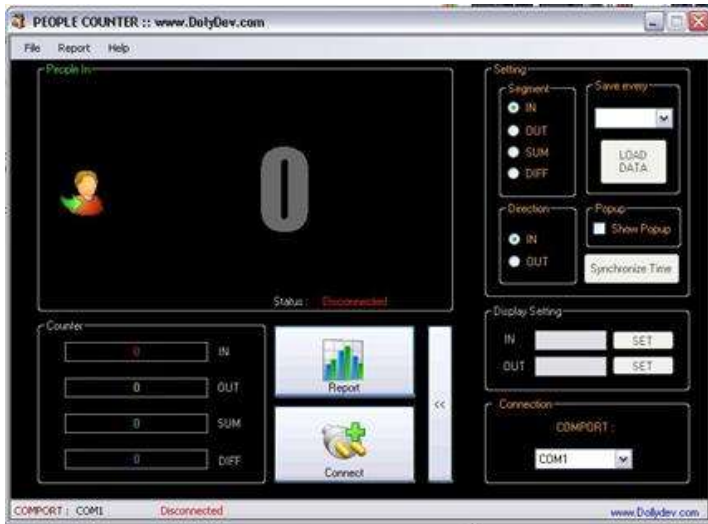 PEOPLE COUNTER :: www.DolyDev.com
File Report Help
People In
0
Status : Disconnected
Counter
0 IN
0 OUT
0 SUM
0 DIFF
Report
Connect
<<
Setting
Segment
IN
OUT
SUM
DIFF
Save every
LOAD
DATA
Direction
IN
OUT
Popup
Show Popup
Synchronize Time
Display Setting
IN SET
OUT SET
Connection
COMPORT :
COM1
COMPORT : COM1 Disconnected www.Dollydev.com